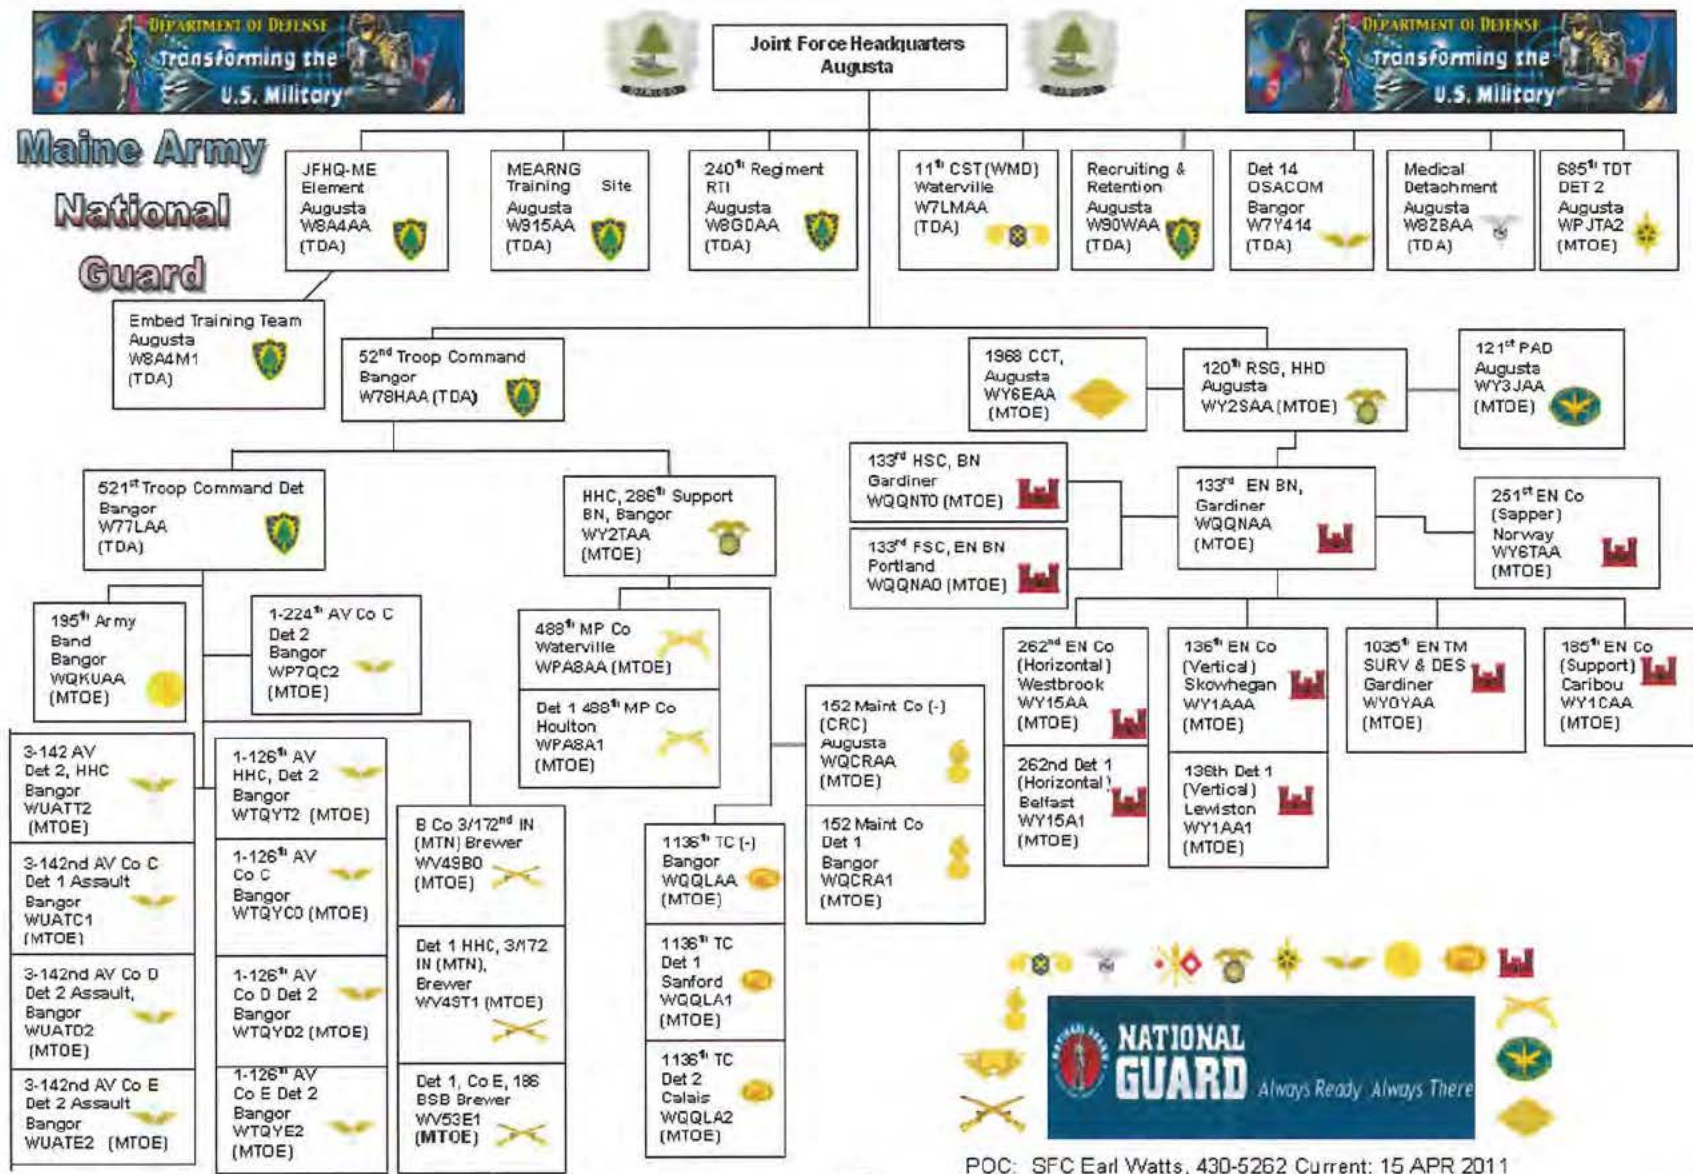 DEPARTMENT OF DEFENSE
Transforming the
U.S. Military
Joint Force Headquarters
Augusta
DIRIGO
DIRIGO
DEPARTMENT OF DEFENSE
Transforming the
U.S. Military
Maine Army
National
Guard
JFHQ-ME
Element
Augusta
W8A4AA
(TDA)
MEARNG
Training Site
Augusta
W915AA
(TDA)
240th Regiment
RTI
Augusta
W8GDAA
(TDA)
11th CST(WMD)
Waterville
W7LMAA
(TDA)
Recruiting &
Retention
Augusta
W90WAA
(TDA)
Det 14
OSACOM
Bangor
W7Y414
(TDA)
Medical
Detachment
Augusta
W8ZBAA
(TDA)
685th TDT
DET 2
Augusta
WPJTA2
(MTOE)
Embed Training Team
Augusta
W8A4M1
(TDA)
52nd Troop Command
Bangor
W78HAA (TDA)
1968 CCT,
Augusta
WY6EAA
(MTOE)
120th RSG, HHD
Augusta
WY2SAA (MTOE)
121st PAD
Augusta
WY3JAA
(MTOE)
521st Troop Command Det
Bangor
W77LAA
(TDA)
HHC, 286th Support
BN, Bangor
WY2TAA
(MTOE)
133rd HSC, BN
Gardiner
WQQNT0 (MTOE)
133rd FSC, EN BN
Portland
WQQNA0 (MTOE)
133rd EN BN,
Gardiner
WQQNAA
(MTOE)
251st EN Co
(Sapper)
Norway
WY6TAA
(MTOE)
195th Army
Band
Bangor
WQKUAA
(MTOE)
1-224th AV Co C
Det 2
Bangor
WP7QC2
(MTOE)
488th MP Co
Waterville
WPA8AA (MTOE)
Det 1 488th MP Co
Houlton
WPA8A1
(MTOE)
152 Maint Co (-)
(CRC)
Augusta
WQCRAA
(MTOE)
152 Maint Co
Det 1
Bangor
WQCRA1
(MTOE)
262nd EN Co
(Horizontal)
Westbrook
WY15AA
(MTOE)
262nd Det 1
(Horizontal)
Belfast
WY15A1
(MTOE)
136th EN Co
(Vertical)
Skowhegan
WY1AAA
(MTOE)
136th Det 1
(Vertical)
Lewiston
WY1AA1
(MTOE)
1035th EN TM
SURV & DES
Gardiner
WY0YAA
(MTOE)
185th EN Co
(Support)
Caribou
WY1CAA
(MTOE)
3-142 AV
Det 2, HHC
Bangor
WUATT2
(MTOE)
3-142nd AV Co C
Det 1 Assault
Bangor
WUATC1
(MTOE)
3-142nd AV Co D
Det 2 Assault,
Bangor
WUATD2
(MTOE)
3-142nd AV Co E
Det 2 Assault
Bangor
WUATE2 (MTOE)
1-126th AV
HHC, Det 2
Bangor
WTQYT2 (MTOE)
1-126th AV
Co C
Bangor
WTQYC0 (MTOE)
1-126th AV
Co D Det 2
Bangor
WTQYD2 (MTOE)
1-126th AV
Co E Det 2
Bangor
WTQYE2
(MTOE)
B Co 3/172nd IN
(MTN) Brewer
WV49B0
(MTOE)
Det 1 HHC, 3/172
IN (MTN),
Brewer
WV49T1 (MTOE)
Det 1, Co E, 186
BSB Brewer
WV53E1
(MTOE)
1136th TC (-)
Bangor
WQQLAA
(MTOE)
1136th TC
Det 1
Sanford
WQQLA1
(MTOE)
1136th TC
Det 2
Calais
WQQLA2
(MTOE)
NATIONAL
GUARD
Always Ready Always There
POC: SFC Earl Watts, 430-5262 Current: 15 APR 2011